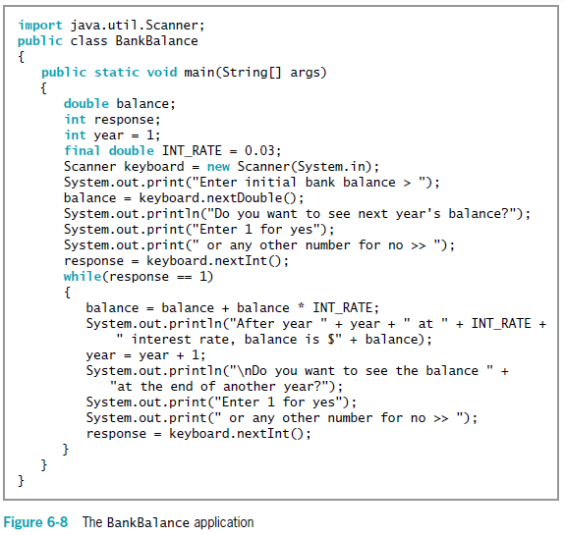 import java.util.Scanner;
public class BankBalance
{
   public static void main(String[] args)
   {
      double balance;
      int response;
      int year = 1;
      final double INT_RATE = 0.03;
      Scanner keyboard = new Scanner(System.in);
      System.out.print("Enter initial bank balance > ");
      balance = keyboard.nextDouble();
      System.out.println("Do you want to see next year's balance?");
      System.out.print("Enter 1 for yes");
      System.out.print(" or any other number for no >> ");
      response = keyboard.nextInt();
      while(response == 1)
      {
         balance = balance + balance * INT_RATE;
         System.out.println("After year " + year + " at " + INT_RATE +
             " interest rate, balance is $" + balance);
         year = year + 1;
         System.out.println("\nDo you want to see the balance " +
            "at the end of another year?");
         System.out.print("Enter 1 for yes");
         System.out.print(" or any other number for no >> ");
         response = keyboard.nextInt();
      }
   }
}
Figure 6-8 The BankBalance application